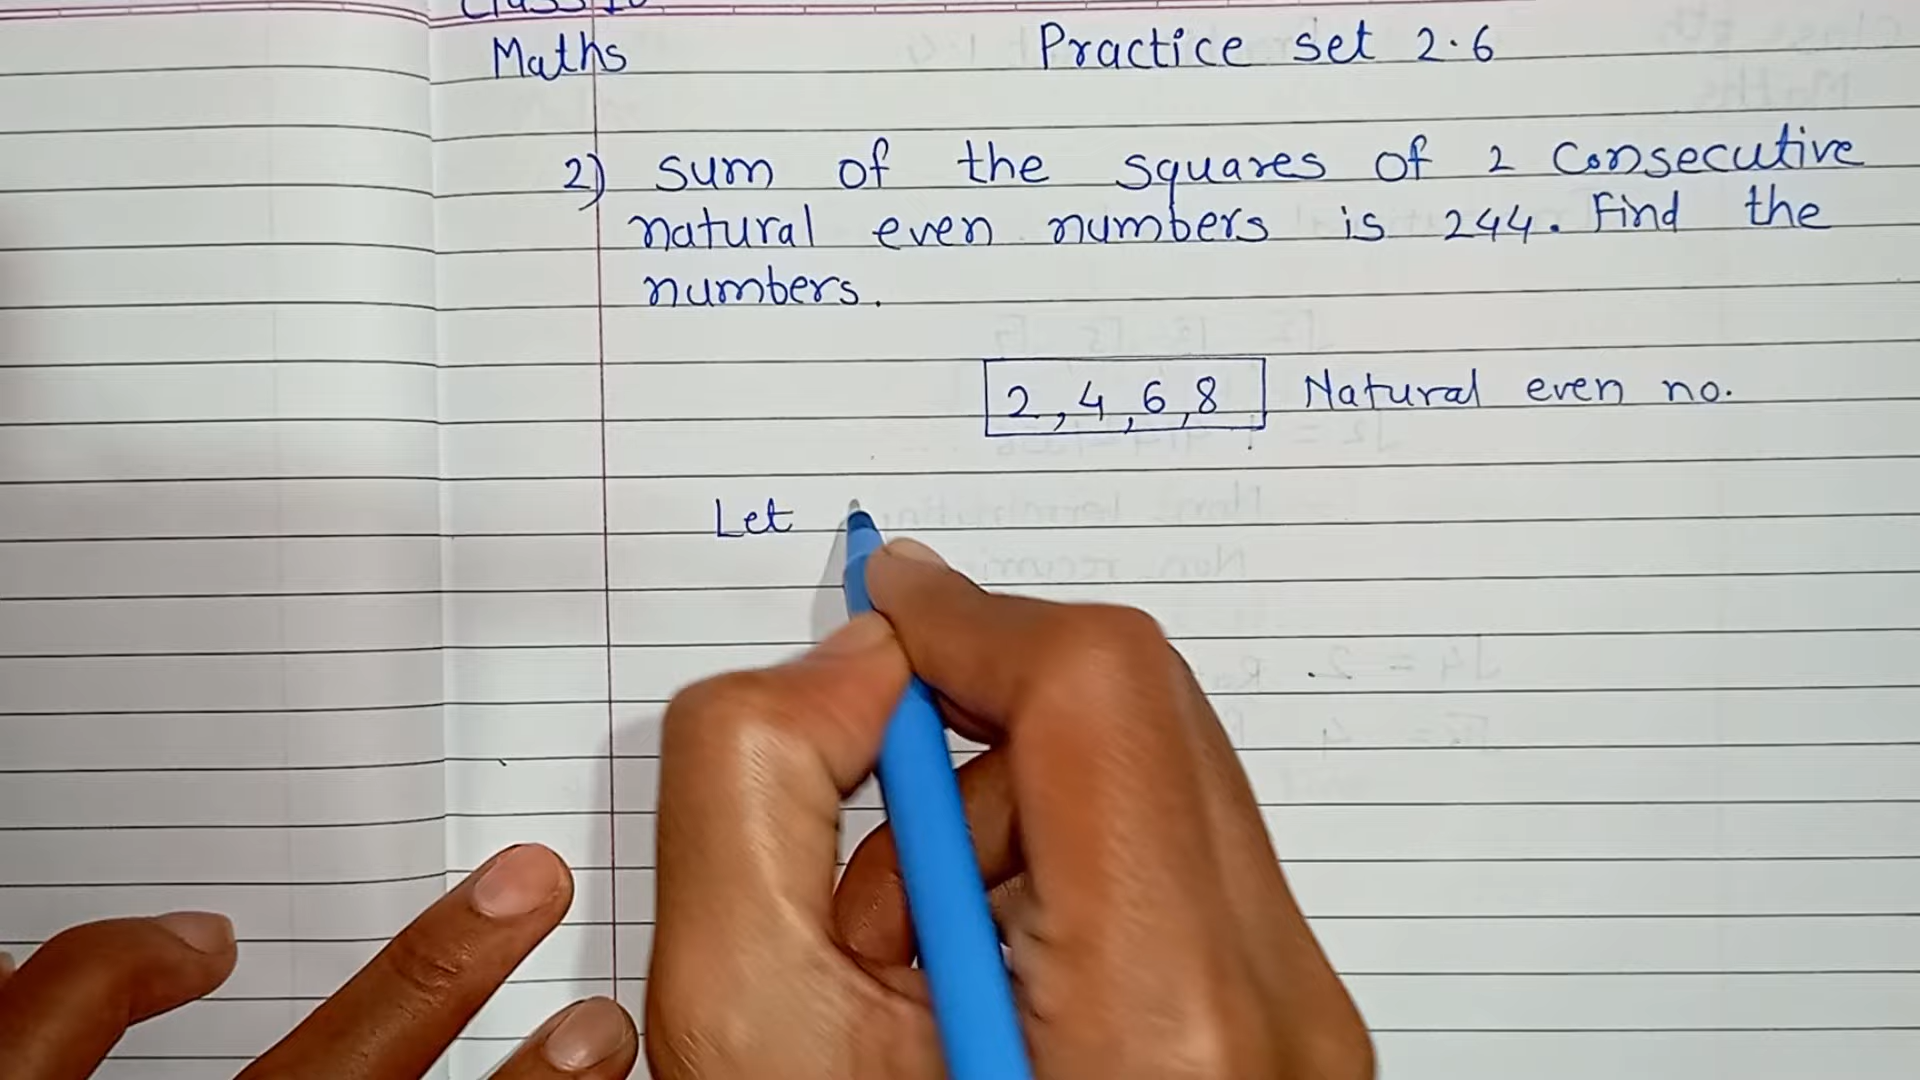 Maths
Practice set 2.6
2) sum of the squares of 2 Consecutive
natural even numbers is 244. Find the
numbers.
2, 4, 6, 8 Natural even no.
Let